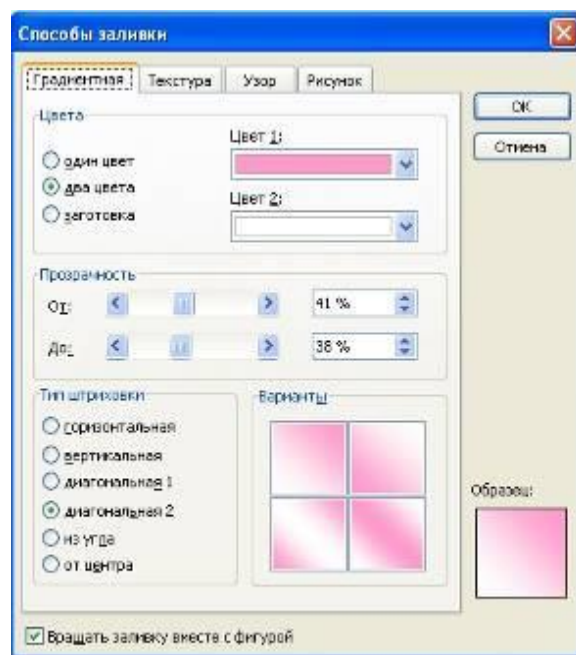 Способы заливки
Градиентная Текстура Узор Рисунок
ОК
Отмена
Цвета
один цвет
два цвета
заготовка
Цвет 1:
Цвет 2:
Прозрачность
От: 41 %
До: 38 %
Тип штриховки
горизонтальная
вертикальная
диагональная 1
диагональная 2
из угла
от центра
Варианты
Образец:
Вращать заливку вместе с фигурой